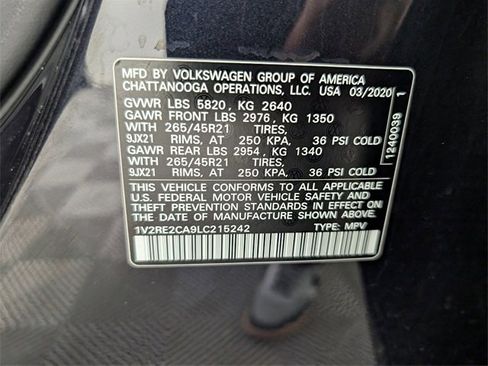 MFD BY VOLKSWAGEN GROUP OF AMERICA
CHATTANOOGA OPERATIONS, LLC. USA 03/2020
GVWR LBS 5820, KG 2640
GAWR FRONT LBS 2976, KG 1350
WITH 265/45R21 TIRES,
9JX21 RIMS, AT 250 KPA, 36 PSI COLD
GAWR REAR LBS 2954, KG 1340
WITH 265/45R21 TIRES,
9JX21 RIMS, AT 250 KPA, 36 PSI COLD
THIS VEHICLE CONFORMS TO ALL APPLICABLE
U.S. FEDERAL MOTOR VEHICLE SAFETY AND
THEFT PREVENTION STANDARDS IN EFFECT
ON THE DATE OF MANUFACTURE SHOWN ABOVE.
1V2RE2CA9LC215242 TYPE: MPV
1240039 1